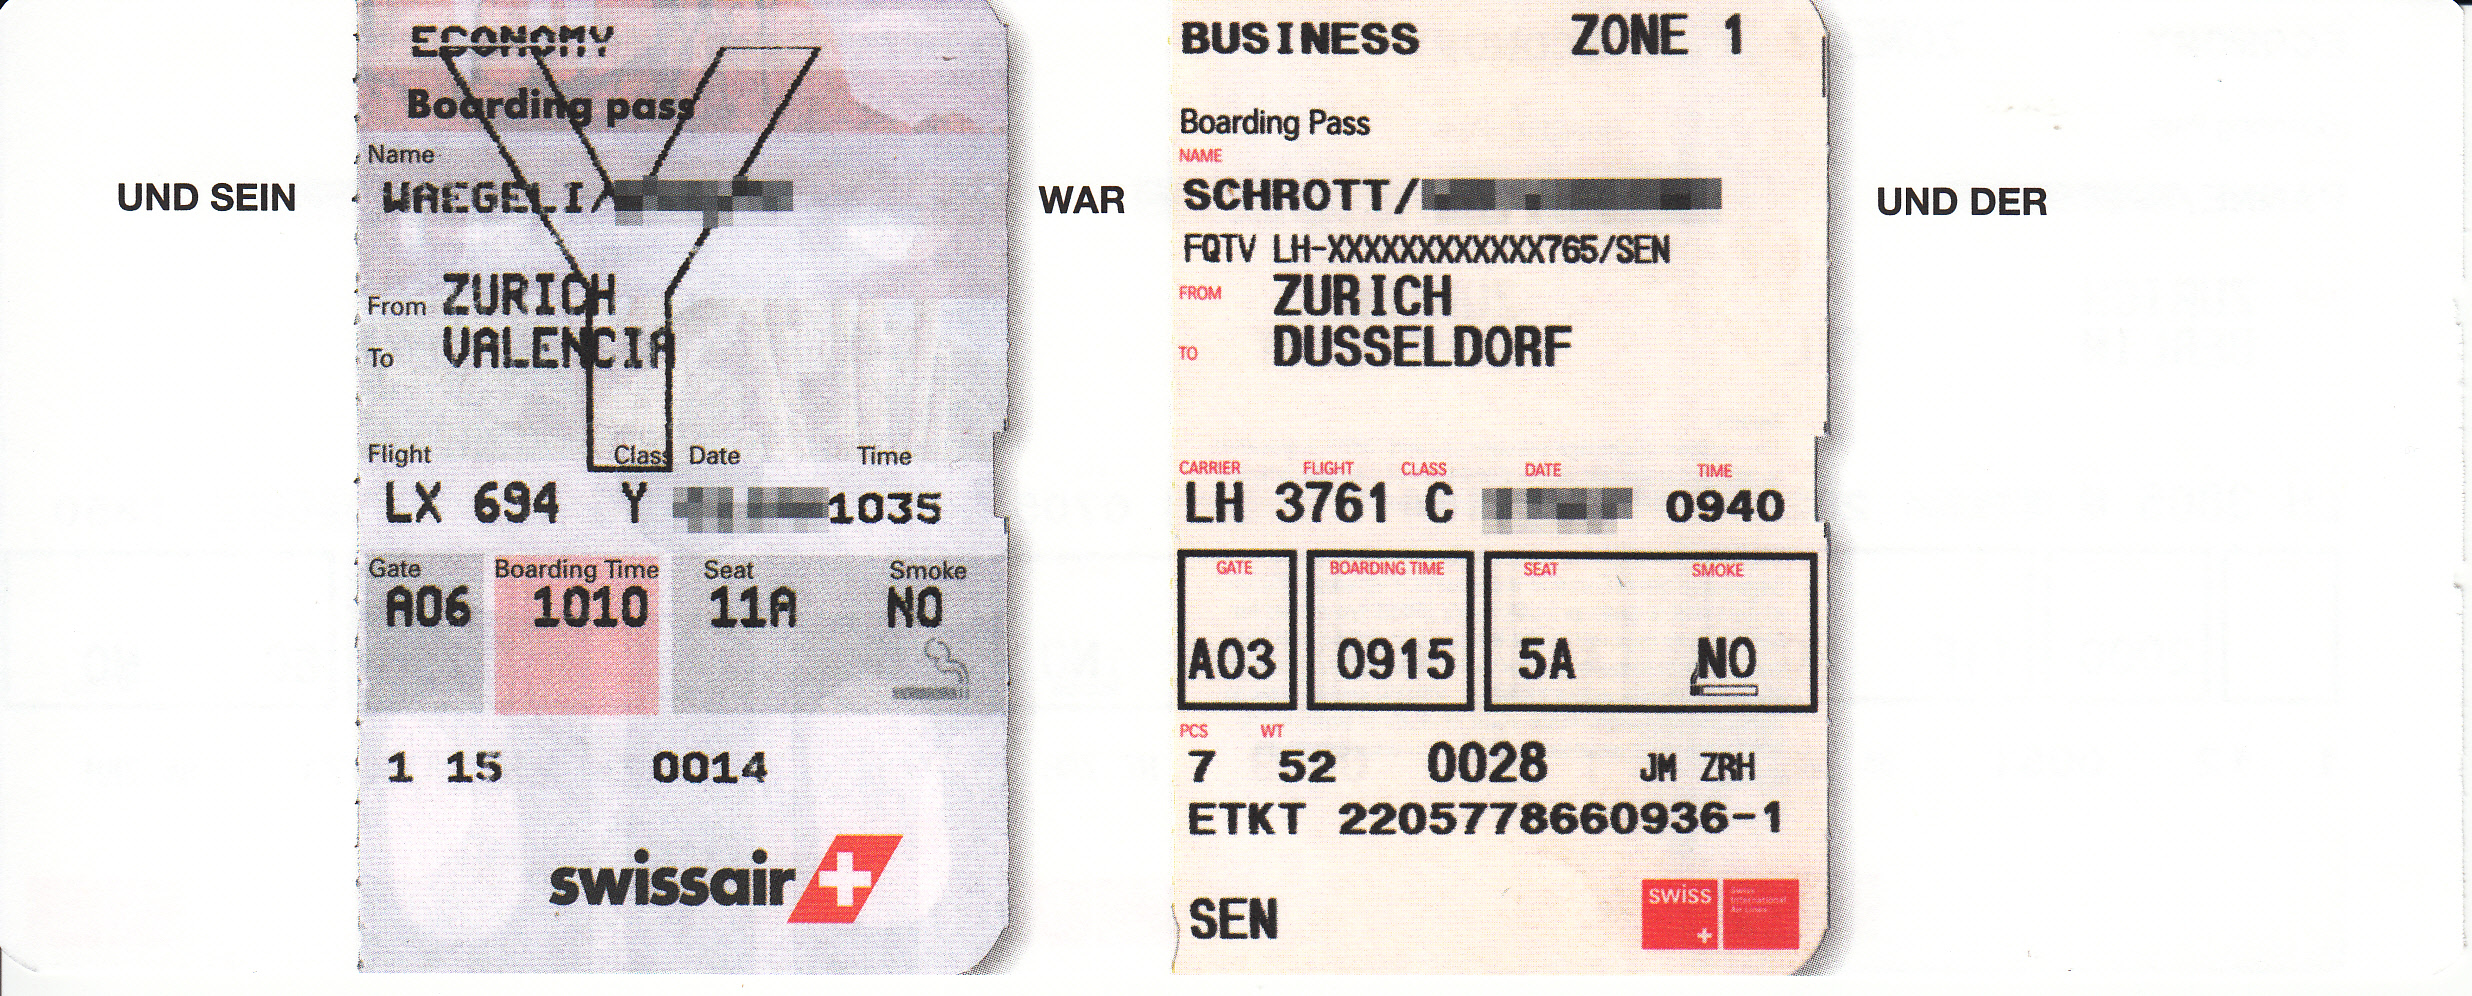 UND SEIN
ECONOMY
Boarding pass
Name
WAEGELI/
From ZURICH
To VALENCIA
Flight Class Date Time
LX 694 Y 1035
Gate Boarding Time Seat Smoke
A06 1010 11A NO
1 15 0014
swissair
WAR
BUSINESS ZONE 1
Boarding Pass
NAME
SCHROTT/
FQTV LH-XXXXXXXXXXXX765/SEN
FROM ZURICH
TO DUSSELDORF
CARRIER FLIGHT CLASS DATE TIME
LH 3761 C 0940
GATE BOARDING TIME SEAT SMOKE
A03 0915 5A NO
PCS WT
7 52 0028 JM ZRH
ETKT 2205778660936-1
SEN
swiss
Swiss
International
Air Lines
UND DER